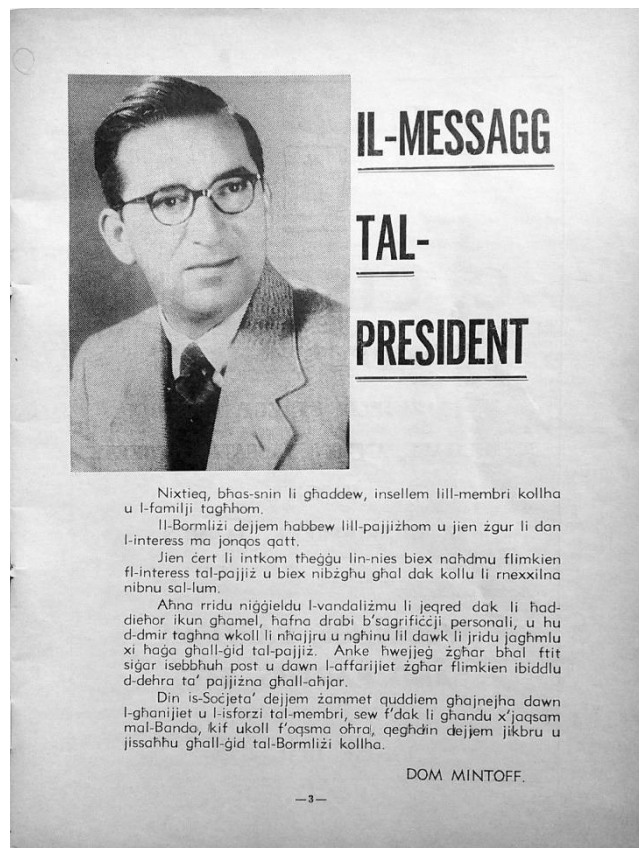 IL-MESSAGG
TAL-
PRESIDENT
Nixtieq, bħas-snin li għaddew, insellem lill-membri kollha
u l-familji tagħhom.
Il-Bormliżi dejjem ħabbew lill-pajjiżhom u jien żgur li dan
l-interess ma jonqos qatt.
Jien ċert li intkom tħeġġu lin-nies biex naħdmu flimkien
fl-interess tal-pajjiż u biex nibżgħu għal dak kollu li rnexxilna
nibnu sal-lum.
Aħna rridu niġġieldu l-vandaliżmu li jeqred dak li ħad-
dieħor ikun għamel, ħafna drabi b'sagrifiċċji personali, u hu
d-dmir tagħna wkoll li nħajjru u ngħinu lil dawk li jridu jagħmlu
xi ħaġa għall-ġid tal-pajjiż. Anke ħwejjeġ żgħar bħal ftit
siġar isebbħuh post u dawn l-affarijiet żgħar flimkien ibiddlu
d-dehra ta' pajjiżna għall-aħjar.
Din is-Soċjeta' dejjem żammet quddiem għajnejha dawn
l-għanijiet u l-isforzi tal-membri, sew f'dak li għandu x'jaqsam
mal-Banda, kif ukoll f'oqsma oħra, qegħdin dejjem jikbru u
jissaħħu għall-ġid tal-Bormliżi kollha.
DOM MINTOFF.
—3—